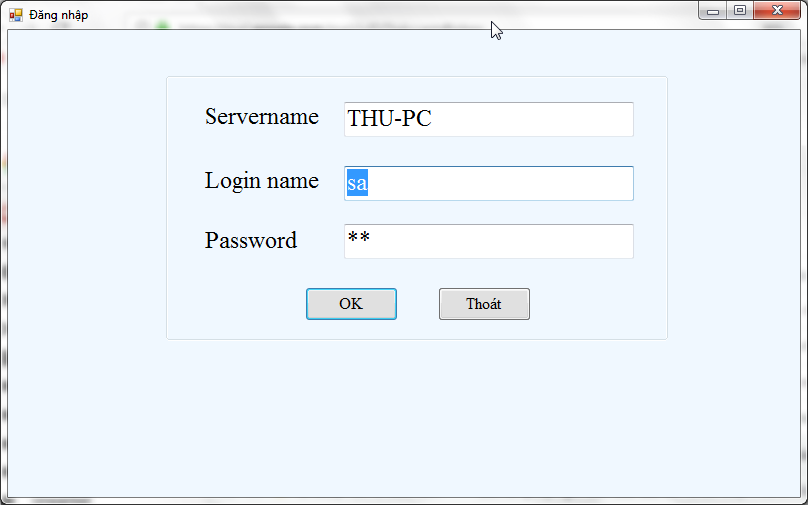 Đăng nhập
Servername THU-PC
Login name sa
Password **
OK Thoát